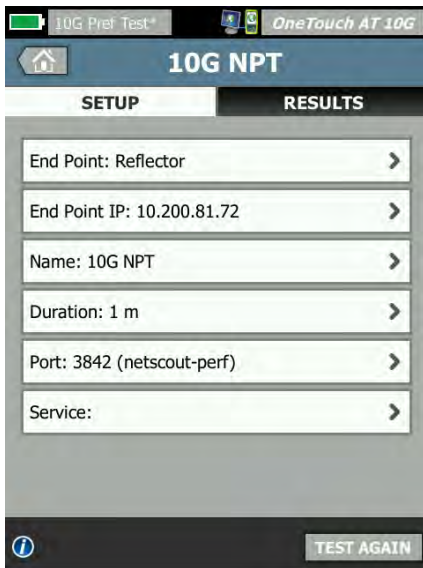 10G Pref Test*
OneTouch AT 10G
10G NPT
SETUP
RESULTS
End Point: Reflector
End Point IP: 10.200.81.72
Name: 10G NPT
Duration: 1 m
Port: 3842 (netscout-perf)
Service:
TEST AGAIN